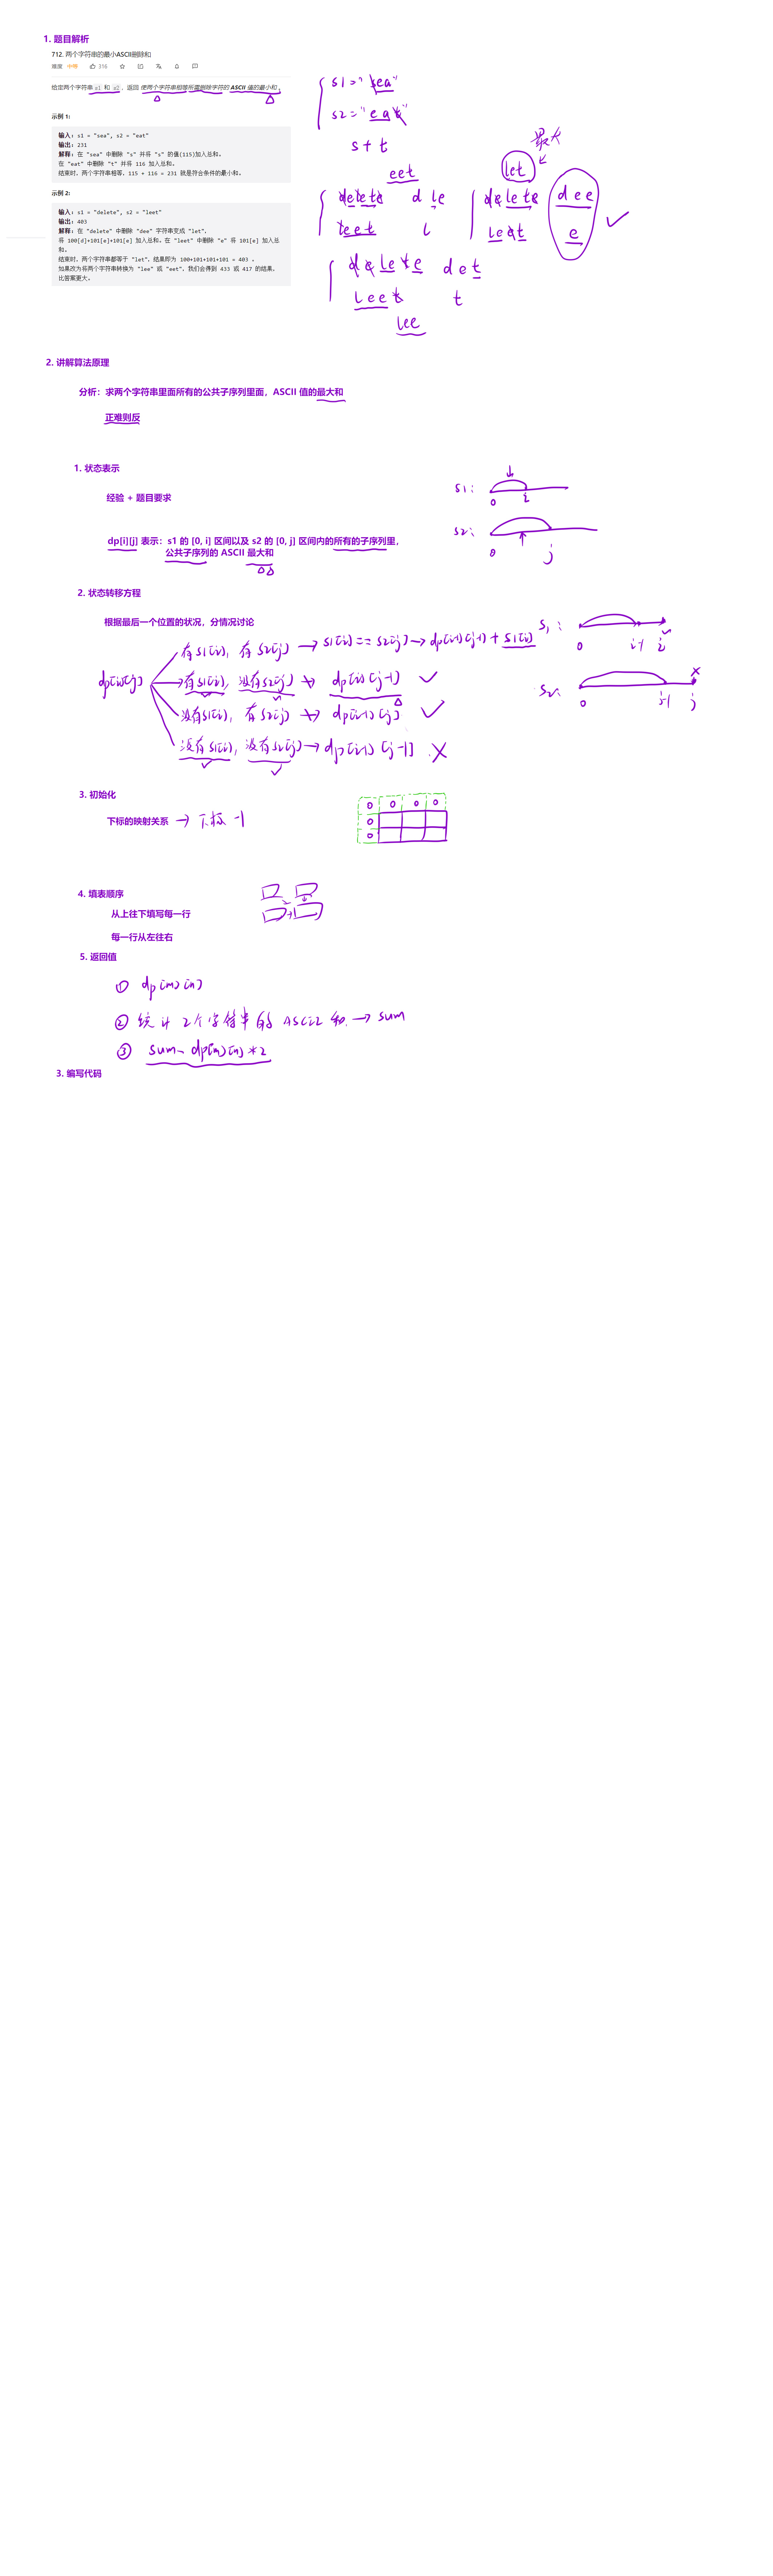 1. 题目解析
712. 两个字符串的最小ASCII删除和
难度 中等 316
给定两个字符串 s1 和 s2 ，返回 使两个字符串相等所需删除字符的 ASCII 值的最小和 。
示例 1:
输入: s1 = "sea", s2 = "eat"
输出: 231
解释: 在 "sea" 中删除 "s" 并将 "s" 的值(115)加入总和。
在 "eat" 中删除 "t" 并将 116 加入总和。
结束时，两个字符串相等，115 + 116 = 231 就是符合条件的最小和。
示例 2:
输入: s1 = "delete", s2 = "leet"
输出: 403
解释: 在 "delete" 中删除 "dee" 字符串变成 "let"，
将 100[d]+101[e]+101[e] 加入总和。在 "leet" 中删除 "e" 将 101[e] 加入总
和。
结束时，两个字符串都等于 "let"，结果即为 100+101+101+101 = 403 。
如果改为将两个字符串转换为 "lee" 或 "eet"，我们会得到 433 或 417 的结果，
比答案更大。
s1 = "sea"
s2 = "eat"
s + t
最大
eet
let
delete d le
leet l
delete dee
leet e
delete det
leet t
lee
2. 讲解算法原理
分析：求两个字符串里面所有的公共子序列里面，ASCII 值的最大和
正难则反
1. 状态表示
经验 + 题目要求
dp[i][j] 表示：s1 的 [0, i] 区间以及 s2 的 [0, j] 区间内的所有的子序列里，
公共子序列的 ASCII 最大和
s1:
0 i
s2:
0 j
2. 状态转移方程
根据最后一个位置的状况，分情况讨论
dp[i][j]
有s1[i], 有s2[j] → s1[i] == s2[j] → dp[i-1][j-1] + s1[i]
有s1[i], 没有s2[j] → dp[i][j-1]
没有s1[i], 有s2[j] → dp[i-1][j]
没有s1[i], 没有s2[j] → dp[i-1][j-1]
s1:
0 i-1 i
s2:
0 j-1 j
3. 初始化
下标的映射关系 → 下标 -1
0 0 0 0
0
0
4. 填表顺序
从上往下填写每一行
每一行从左往右
5. 返回值
① dp[m][n]
② 统计 2个字符串的 ASCII 和 → sum
③ sum - dp[m][n] * 2
3. 编写代码